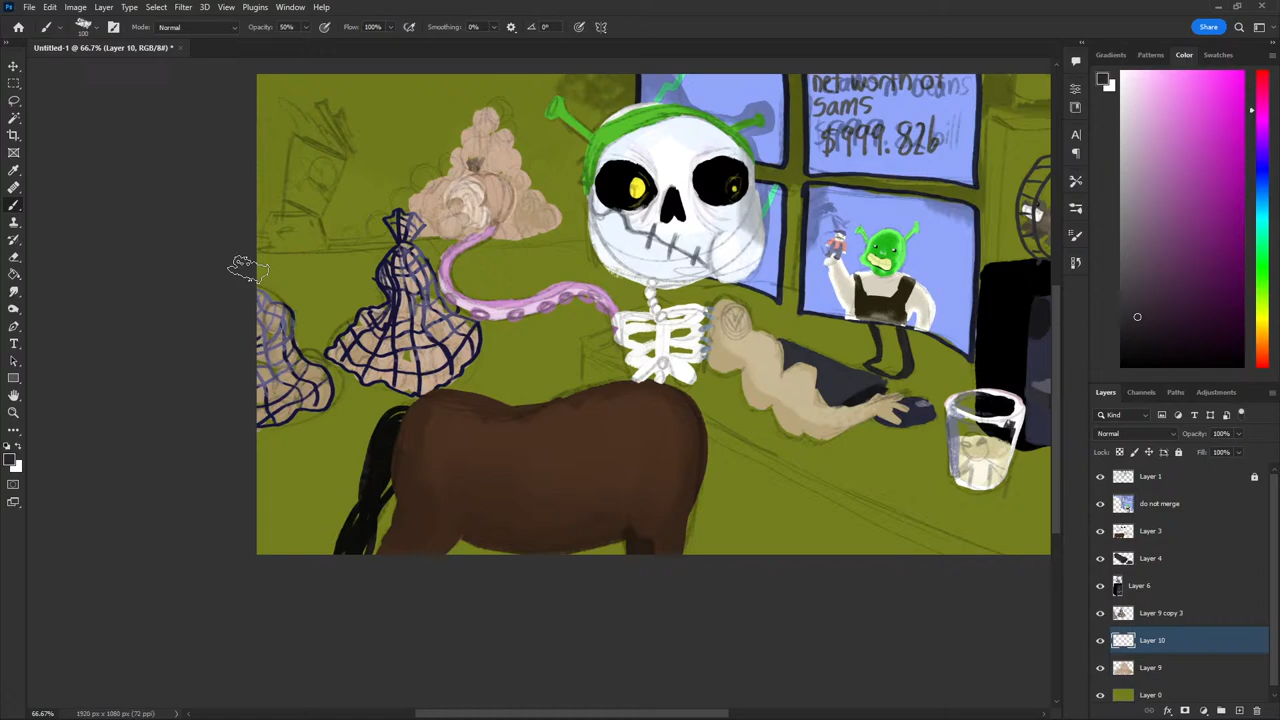 File Edit Image Layer Type Select Filter 3D View Plugins Window Help
100 Mode: Normal Opacity: 50% Flow: 100% Smoothing: 0% 0° Share
Untitled-1 @ 66.7% (Layer 10, RGB/8#) *
net worth of
sams
$999.82b
Gradients Patterns Color Swatches
Layers Channels Paths Adjustments
Kind
Normal Opacity: 100%
Lock: Fill: 100%
Layer 1
do not merge
Layer 3
Layer 4
Layer 6
Layer 9 copy 3
Layer 10
Layer 9
Layer 0
66.67% 1920 px x 1080 px (72 ppi)